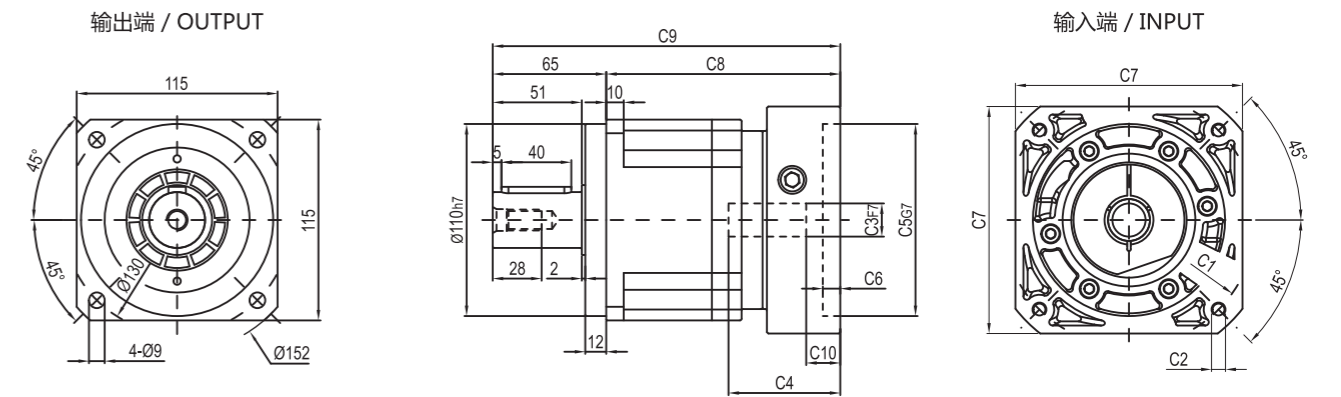 输出端 / OUTPUT
115
45°
45°
115
Ø130
4-Ø9
Ø152
C9
65
C8
51
10
5
40
Ø110h7
28
2
12
C3F7
C5G7
C6
C10
C4
输入端 / INPUT
C7
C7
45°
45°
C1
C2